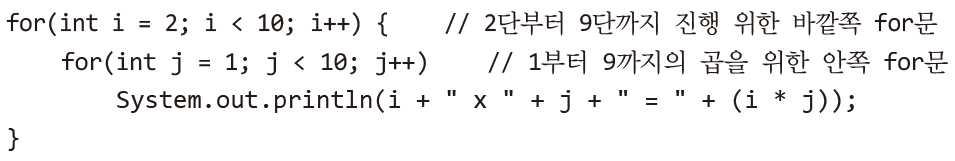 for(int i = 2; i < 10; i++) {    // 2단부터 9단까지 진행 위한 바깥쪽 for문
    for(int j = 1; j < 10; j++)    // 1부터 9까지의 곱을 위한 안쪽 for문
        System.out.println(i + " x " + j + " = " + (i * j));
}